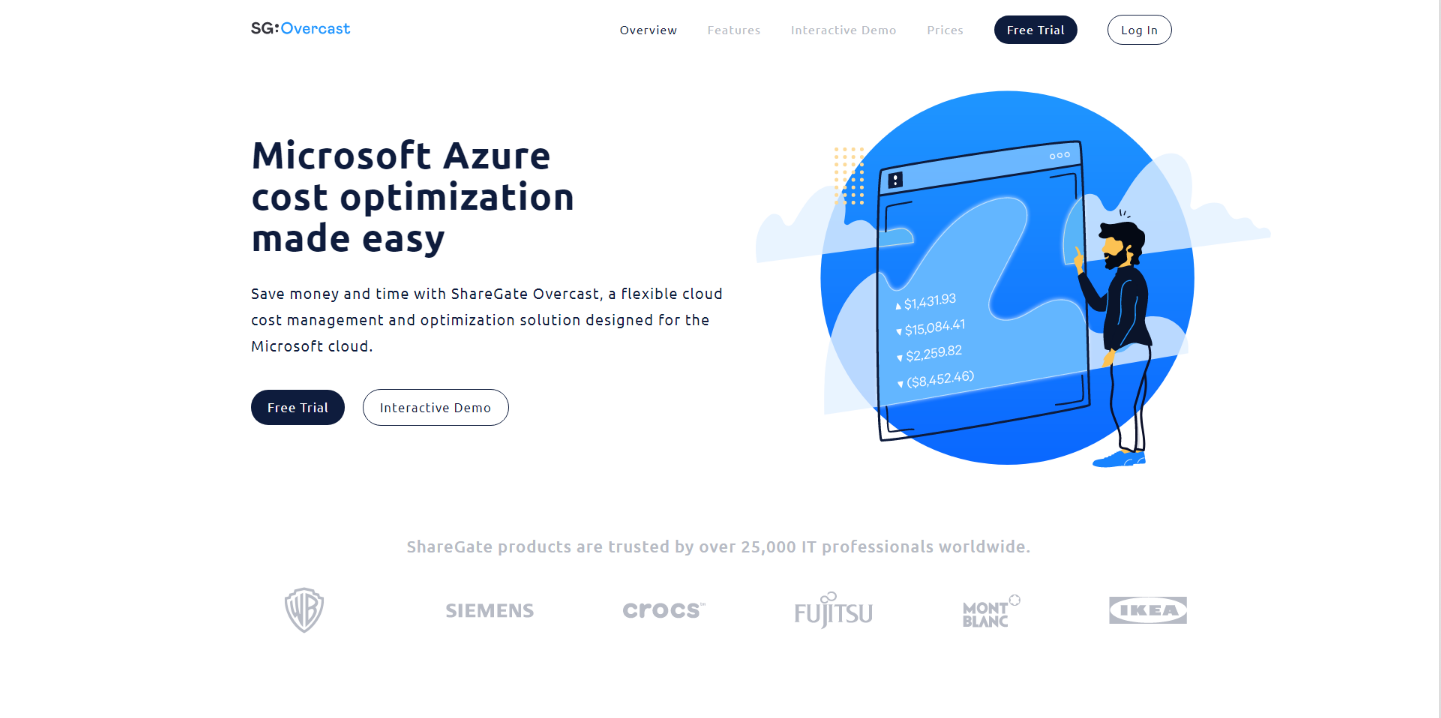 SG:Overcast
Overview
Features
Interactive Demo
Prices
Free Trial
Log In
Microsoft Azure
cost optimization
made easy
Save money and time with ShareGate Overcast, a flexible cloud
cost management and optimization solution designed for the
Microsoft cloud.
Free Trial
Interactive Demo
$1,431.93
$15,084.41
$2,259.82
($8,452.46)
ShareGate products are trusted by over 25,000 IT professionals worldwide.
WB
SIEMENS
crocs™
FUJITSU
MONT
BLANC
IKEA